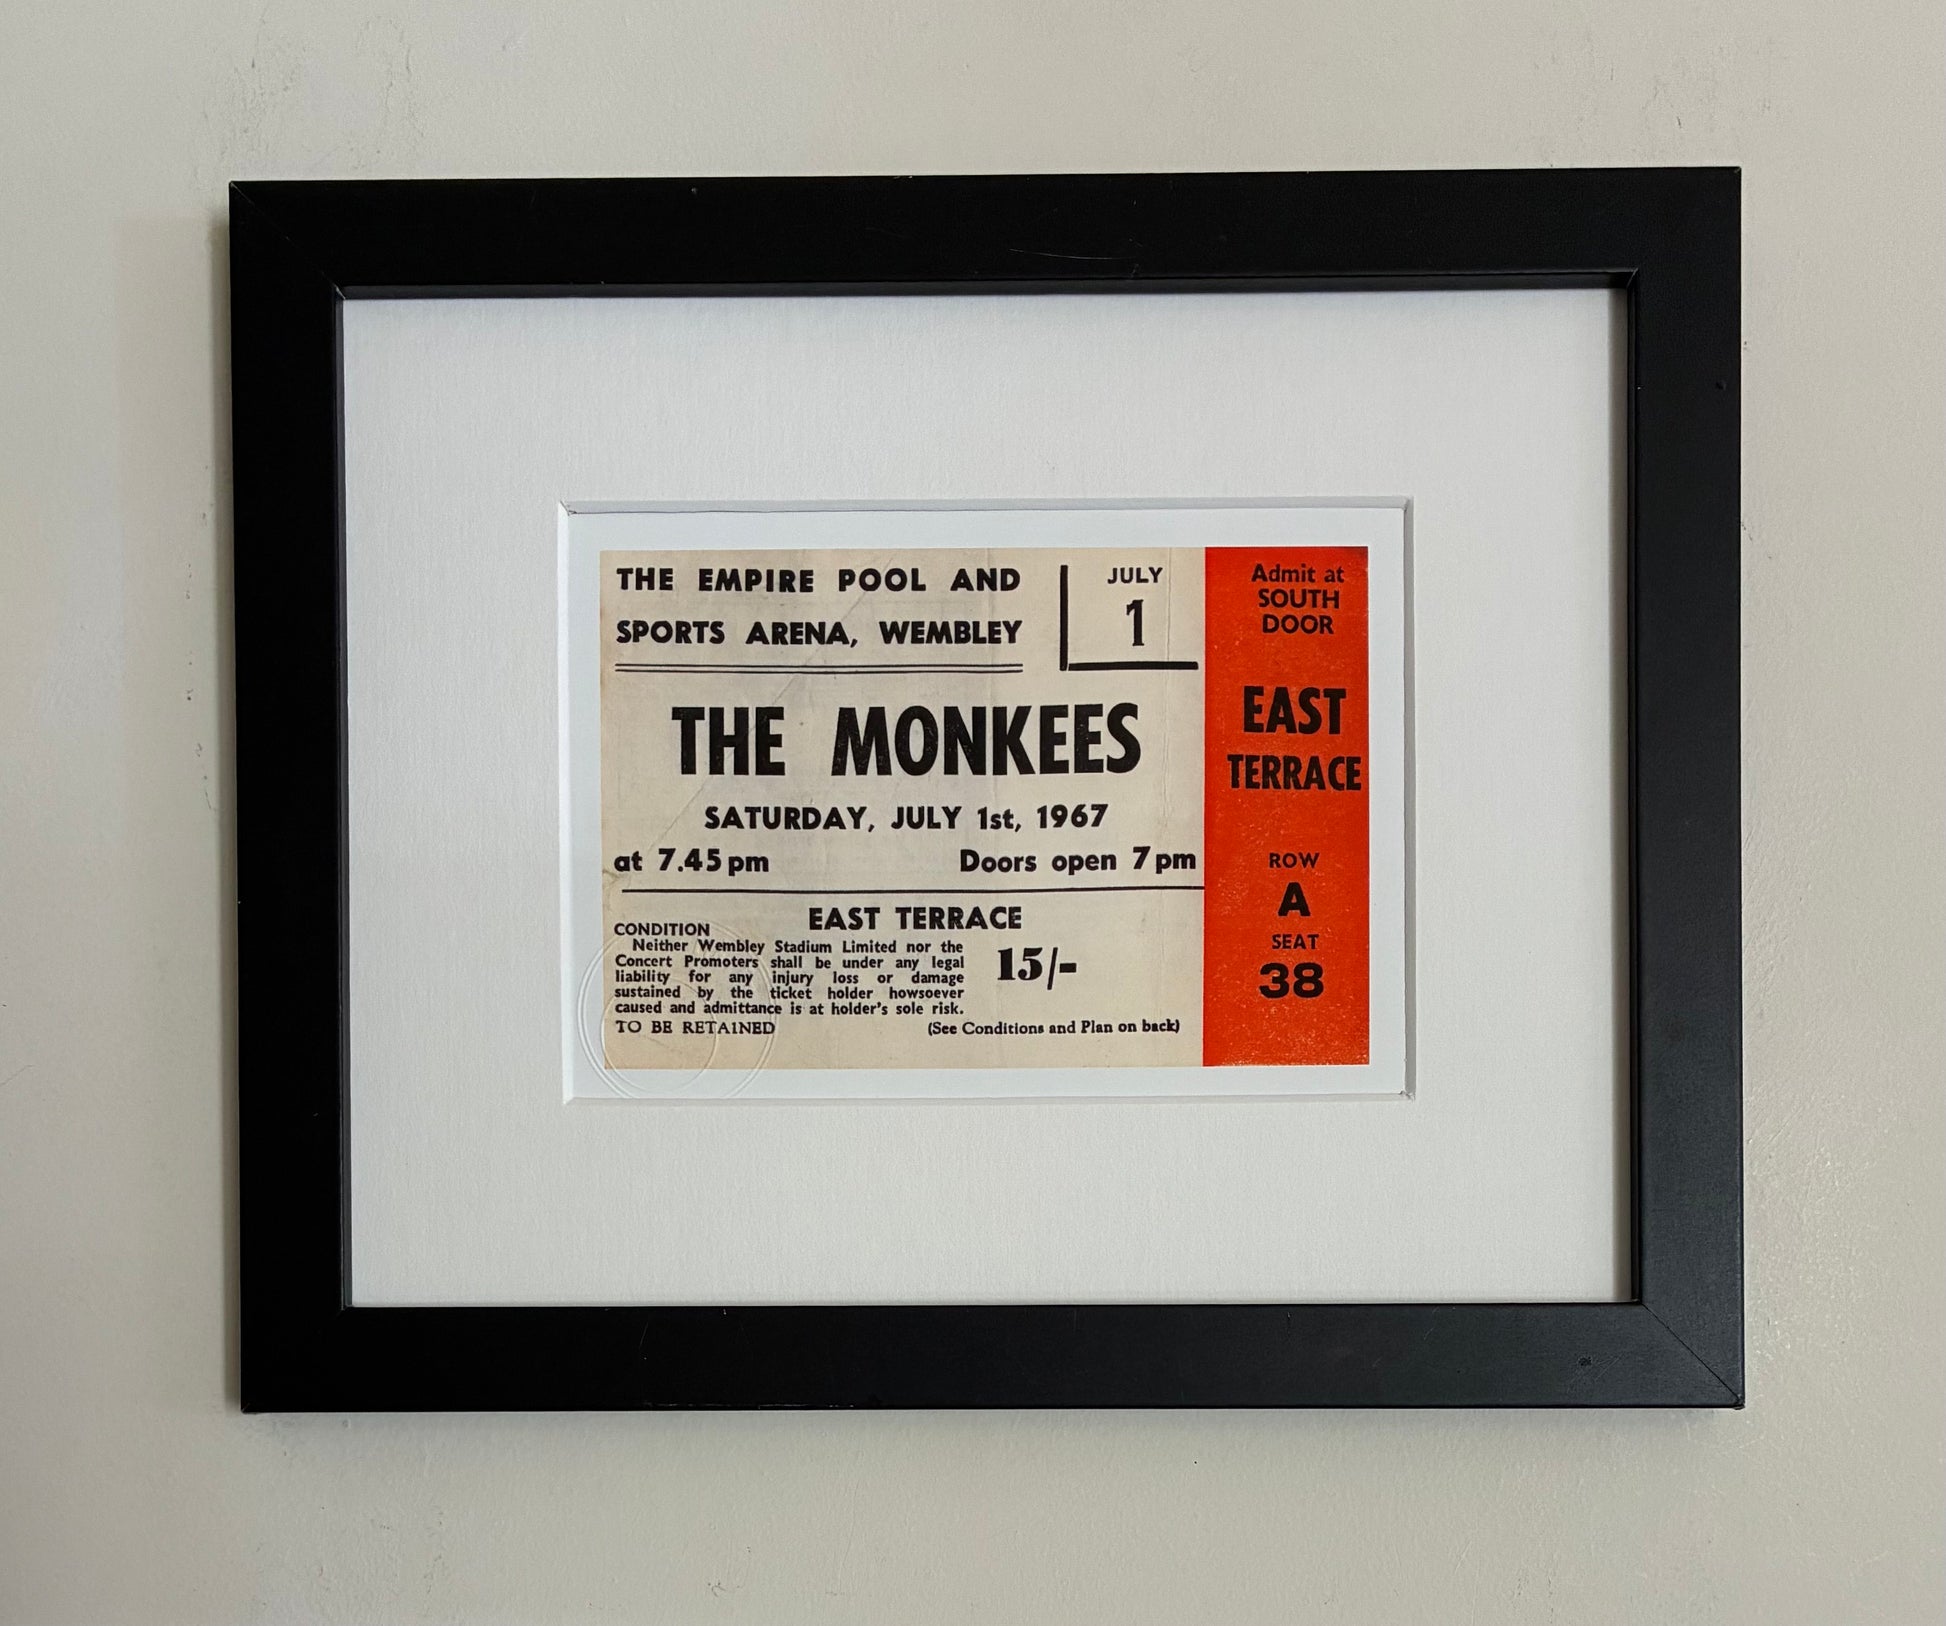 THE EMPIRE POOL AND
SPORTS ARENA, WEMBLEY
JULY
1
THE MONKEES
SATURDAY, JULY 1st, 1967
at 7.45 pm Doors open 7 pm
EAST TERRACE
CONDITION
Neither Wembley Stadium Limited nor the
Concert Promoters shall be under any legal
liability for any injury loss or damage
sustained by the ticket holder howsoever
caused and admittance is at holder's sole risk.
15/-
TO BE RETAINED (See Conditions and Plan on back)
Admit at
SOUTH
DOOR
EAST
TERRACE
ROW
A
SEAT
38